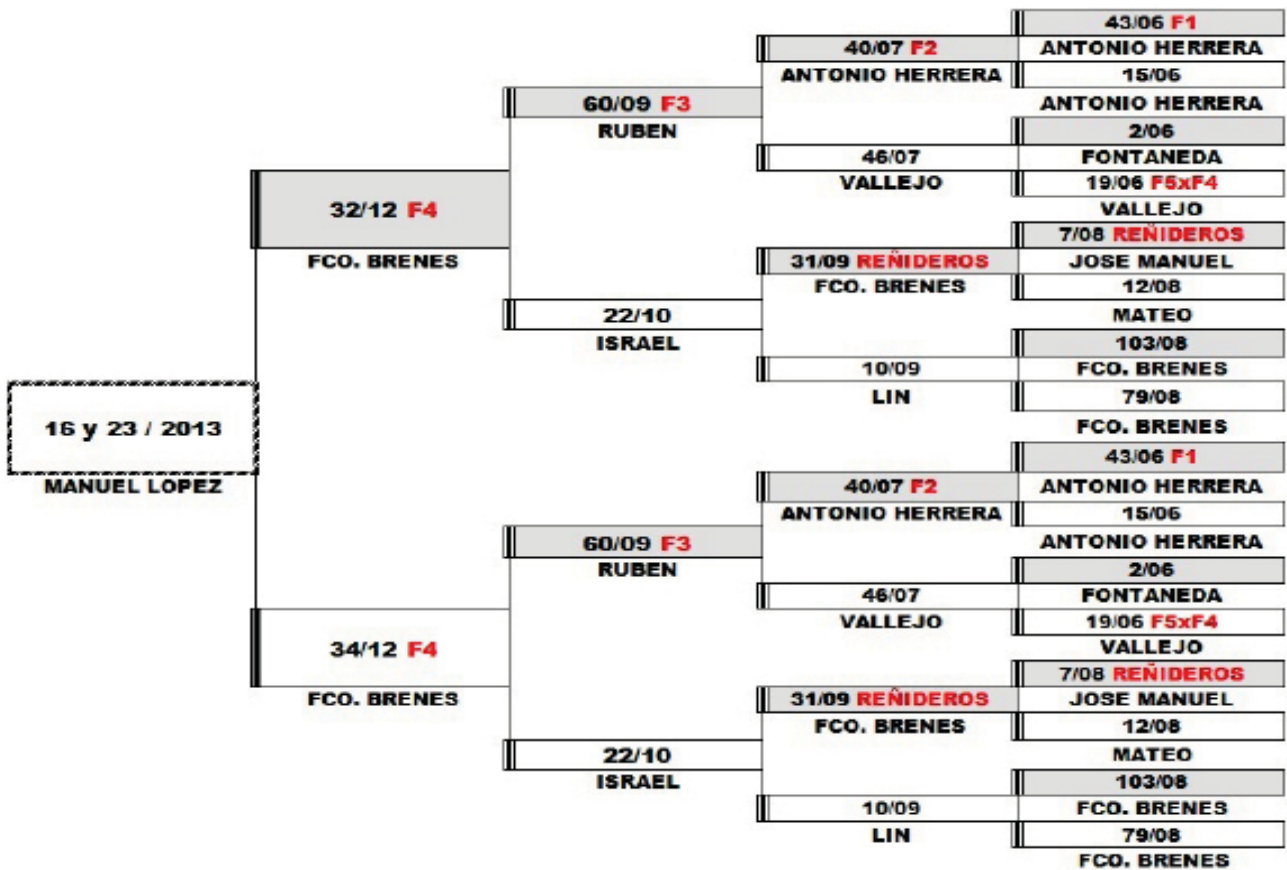 43/06 F1
40/07 F2
ANTONIO HERRERA
ANTONIO HERRERA
15/06
60/09 F3
ANTONIO HERRERA
RUBEN
2/06
46/07
FONTANEDA
VALLEJO
19/06 F5xF4
32/12 F4
VALLEJO
7/08 REÑIDEROS
FCO. BRENES
31/09 REÑIDEROS
JOSE MANUEL
FCO. BRENES
12/08
22/10
MATEO
ISRAEL
103/08
10/09
FCO. BRENES
LIN
79/08
16 y 23 / 2013
FCO. BRENES
43/06 F1
MANUEL LOPEZ
40/07 F2
ANTONIO HERRERA
ANTONIO HERRERA
15/06
60/09 F3
ANTONIO HERRERA
RUBEN
2/06
46/07
FONTANEDA
VALLEJO
19/06 F5xF4
34/12 F4
VALLEJO
7/08 REÑIDEROS
FCO. BRENES
31/09 REÑIDEROS
JOSE MANUEL
FCO. BRENES
12/08
22/10
MATEO
ISRAEL
103/08
10/09
FCO. BRENES
LIN
79/08
FCO. BRENES